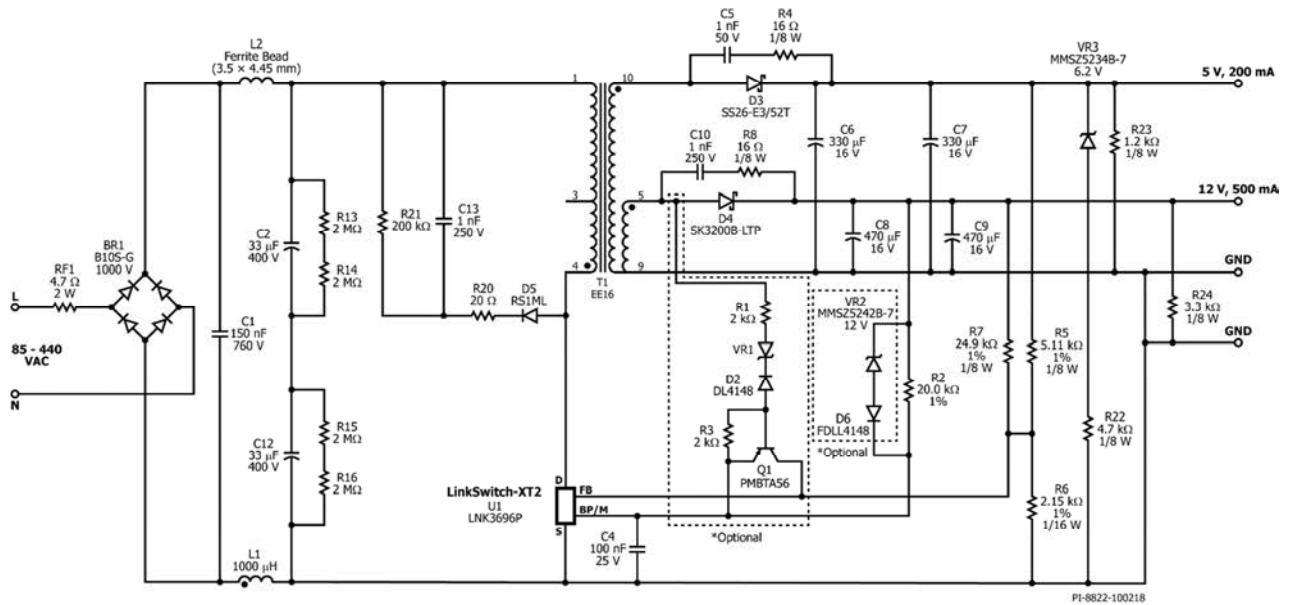 L2
Ferrite Bead
(3.5 × 4.45 mm)
C5
1 nF
50 V
R4
16 Ω
1/8 W
VR3
MMSZ5234B-7
6.2 V
5 V, 200 mA
1
10
D3
SS26-E3/52T
C10
1 nF
250 V
R8
16 Ω
1/8 W
C6
330 μF
16 V
C7
330 μF
16 V
R23
1.2 kΩ
1/8 W
12 V, 500 mA
3
5
D4
SK3200B-LTP
R21
200 kΩ
C13
1 nF
250 V
R13
2 MΩ
C2
33 μF
400 V
R14
2 MΩ
C8
470 μF
16 V
C9
470 μF
16 V
BR1
B10S-G
1000 V
RF1
4.7 Ω
2 W
L
4
9
T1
EE16
GND
R20
20 Ω
D5
RS1ML
R1
2 kΩ
VR2
MMSZ5242B-7
12 V
R24
3.3 kΩ
1/8 W
GND
C1
150 nF
760 V
85 - 440
VAC
N
VR1
D2
DL4148
R7
24.9 kΩ
1%
1/8 W
R5
5.11 kΩ
1%
1/8 W
R2
20.0 kΩ
1%
R3
2 kΩ
D6
FDLL4148
*Optional
R22
4.7 kΩ
1/8 W
R15
2 MΩ
C12
33 μF
400 V
R16
2 MΩ
Q1
PMBTA56
LinkSwitch-XT2
U1
LNK3696P
D
FB
BP/M
S
R6
2.15 kΩ
1%
1/16 W
*Optional
C4
100 nF
25 V
L1
1000 μH
PI-8822-100218